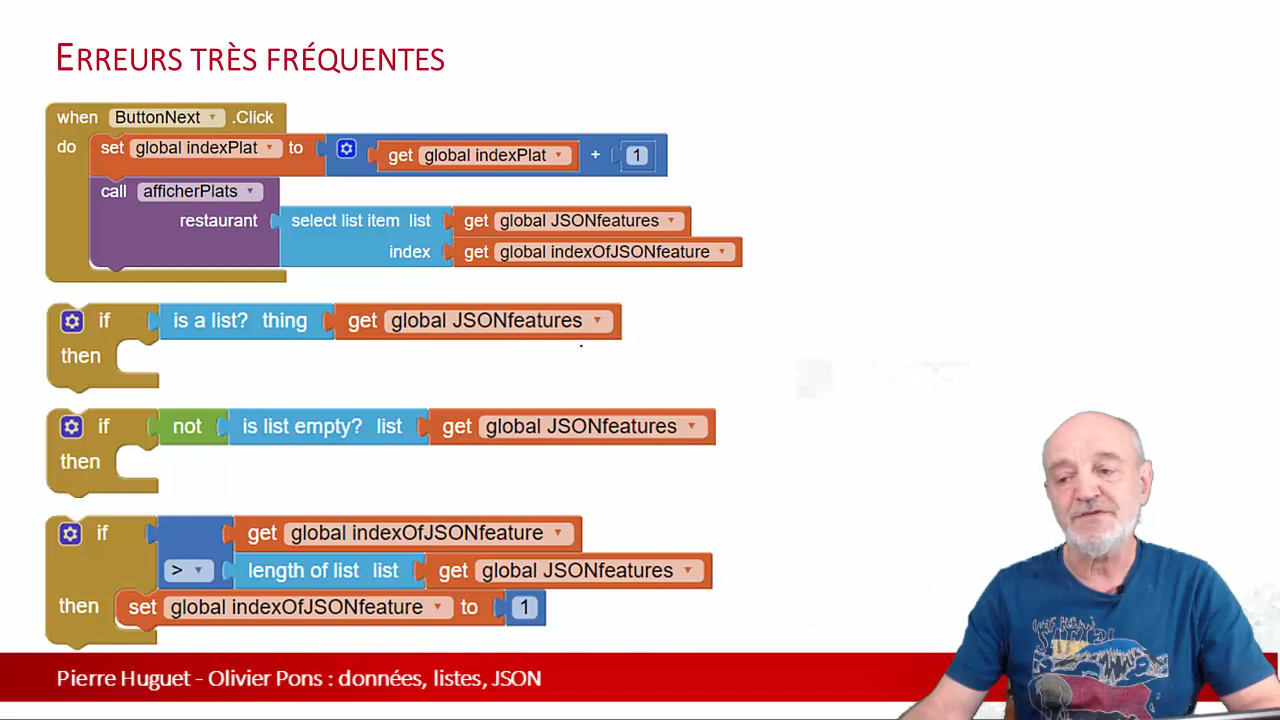 ERREURS TRÈS FRÉQUENTES
when ButtonNext .Click
do set global indexPlat to get global indexPlat + 1
call afficherPlats
restaurant select list item list get global JSONfeatures
index get global indexOfJSONfeature
if is a list? thing get global JSONfeatures
then
if not is list empty? list get global JSONfeatures
then
if get global indexOfJSONfeature
> length of list list get global JSONfeatures
then set global indexOfJSONfeature to 1
Pierre Huguet - Olivier Pons : données, listes, JSON